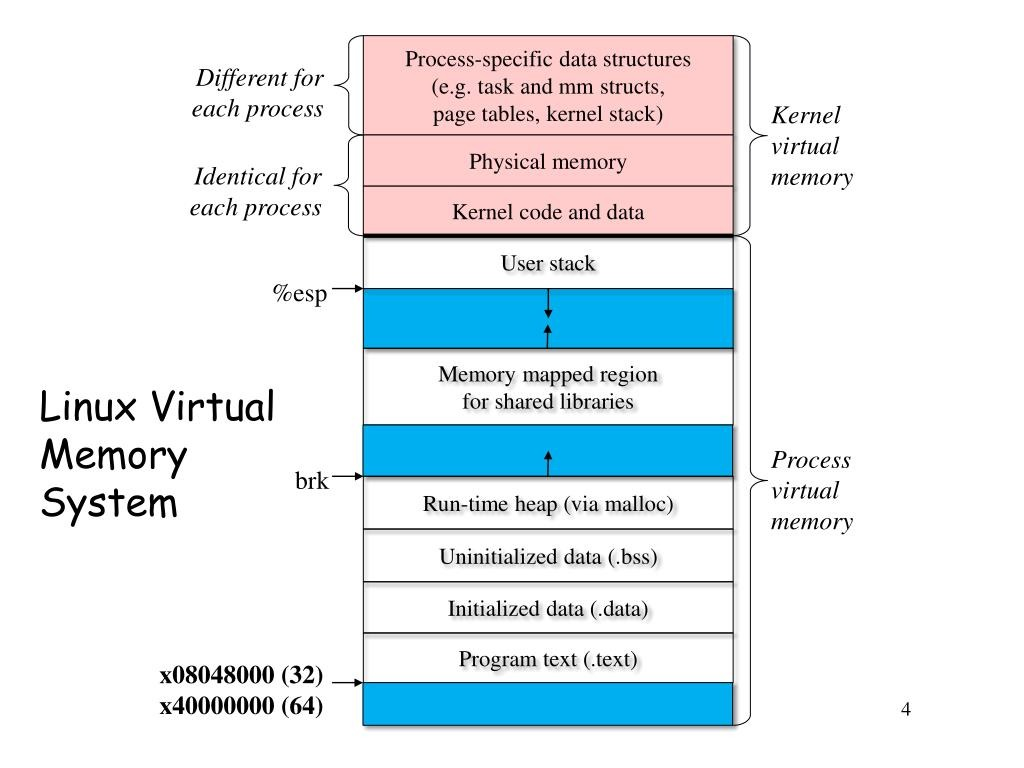 Different for
each process
Process-specific data structures
(e.g. task and mm structs,
page tables, kernel stack)
Kernel
virtual
memory
Identical for
each process
Physical memory
Kernel code and data
User stack
%esp
Memory mapped region
for shared libraries
Linux Virtual
Memory
System
Process
virtual
memory
brk
Run-time heap (via malloc)
Uninitialized data (.bss)
Initialized data (.data)
Program text (.text)
x08048000 (32)
x40000000 (64)
4